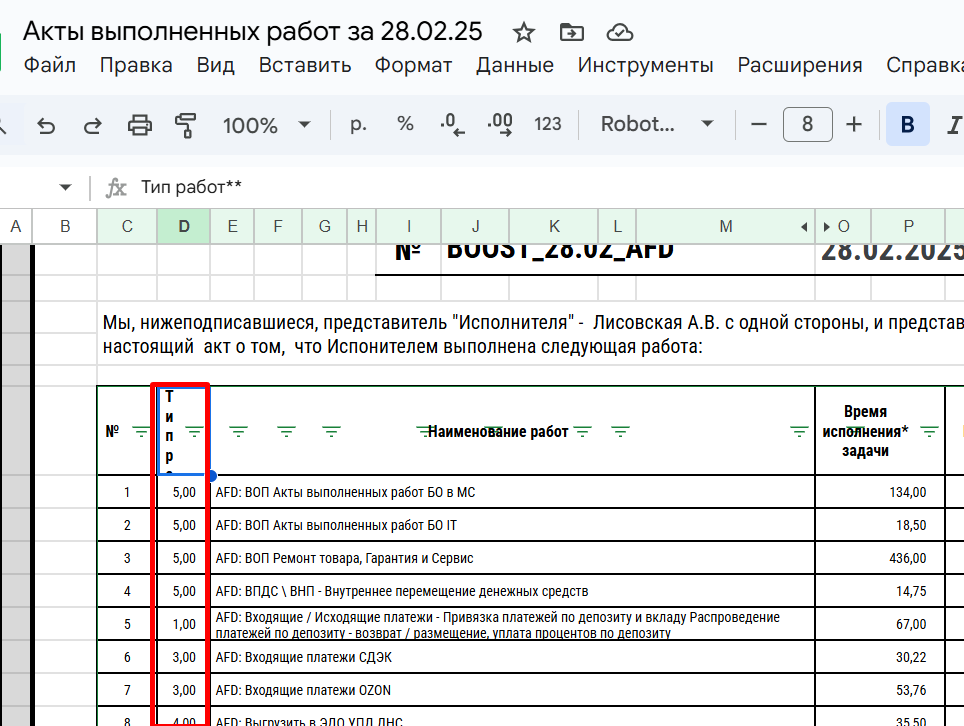 Акты выполненных работ за 28.02.25
Файл Правка Вид Вставить Формат Данные Инструменты Расширения Справка
100% р. % .0 .00 123 Robot... − 8 + B I
fx Тип работ**
A B C D E F G H I J K L M O P
№ BOOST_28.02_AFD 28.02.2025
Мы, нижеподписавшиеся, представитель "Исполнителя" - Лисовская А.В. с одной стороны, и представ
настоящий акт о том, что Испонителем выполнена следующая работа:
№ Тип р Наименование работ Время
исполнения*
задачи
1 5,00 AFD: ВОП Акты выполненных работ БО в МС 134,00
2 5,00 AFD: ВОП Акты выполненных работ БО IT 18,50
3 5,00 AFD: ВОП Ремонт товара, Гарантия и Сервис 436,00
4 5,00 AFD: ВПДС \ ВНП - Внутреннее перемещение денежных средств 14,75
5 1,00 AFD: Входящие / Исходящие платежи - Привязка платежей по депозиту и вкладу Распроведение 67,00
платежей по депозиту - возврат / размещение, уплата процентов по депозиту
6 3,00 AFD: Входящие платежи СДЭК 30,22
7 3,00 AFD: Входящие платежи OZON 53,76
8 4,00 AFD: Выгрузить в ЭДО УПД ДНС 35,50